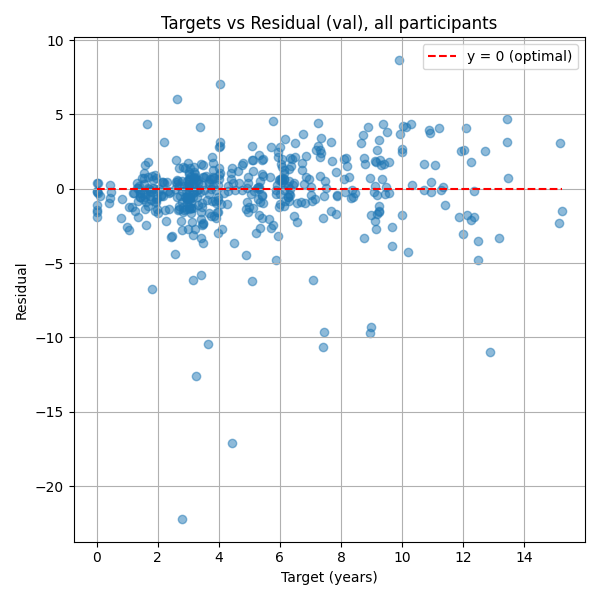 Targets vs Residual (val), all participants
y = 0 (optimal)
10
5
0
−5
−10
−15
−20
Residual
0 2 4 6 8 10 12 14
Target (years)